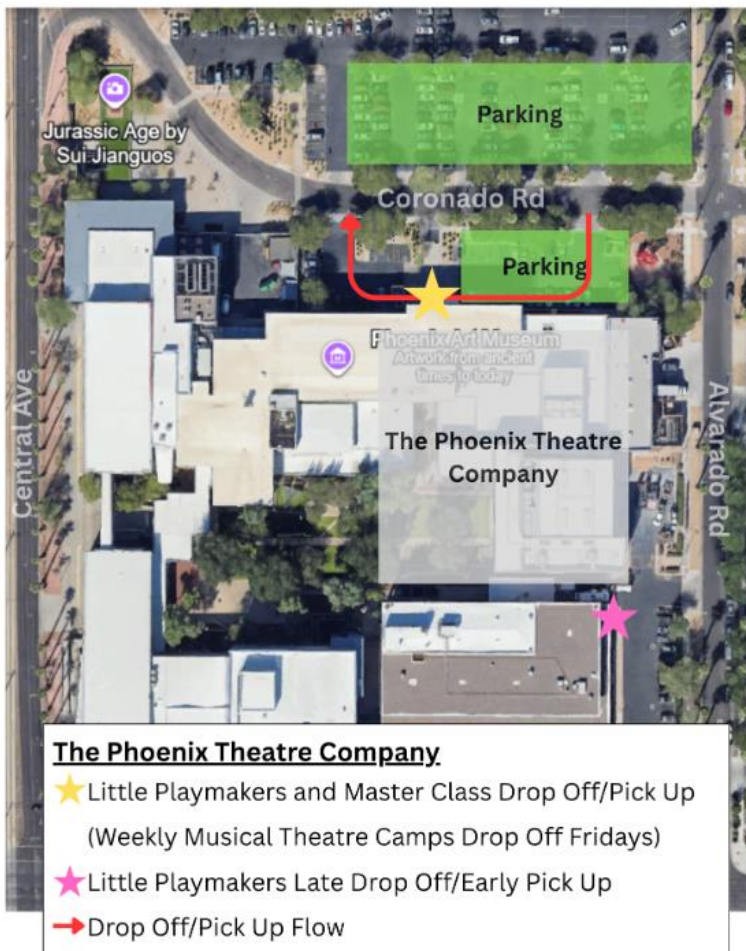 Parking
Jurassic Age by
Sui Jianguos
Coronado Rd
Parking
Phoenix Art Museum
Artwork from ancient
times to today
Central Ave
The Phoenix Theatre
Company
Alvarado Rd
The Phoenix Theatre Company
Little Playmakers and Master Class Drop Off/Pick Up
(Weekly Musical Theatre Camps Drop Off Fridays)
Little Playmakers Late Drop Off/Early Pick Up
Drop Off/Pick Up Flow